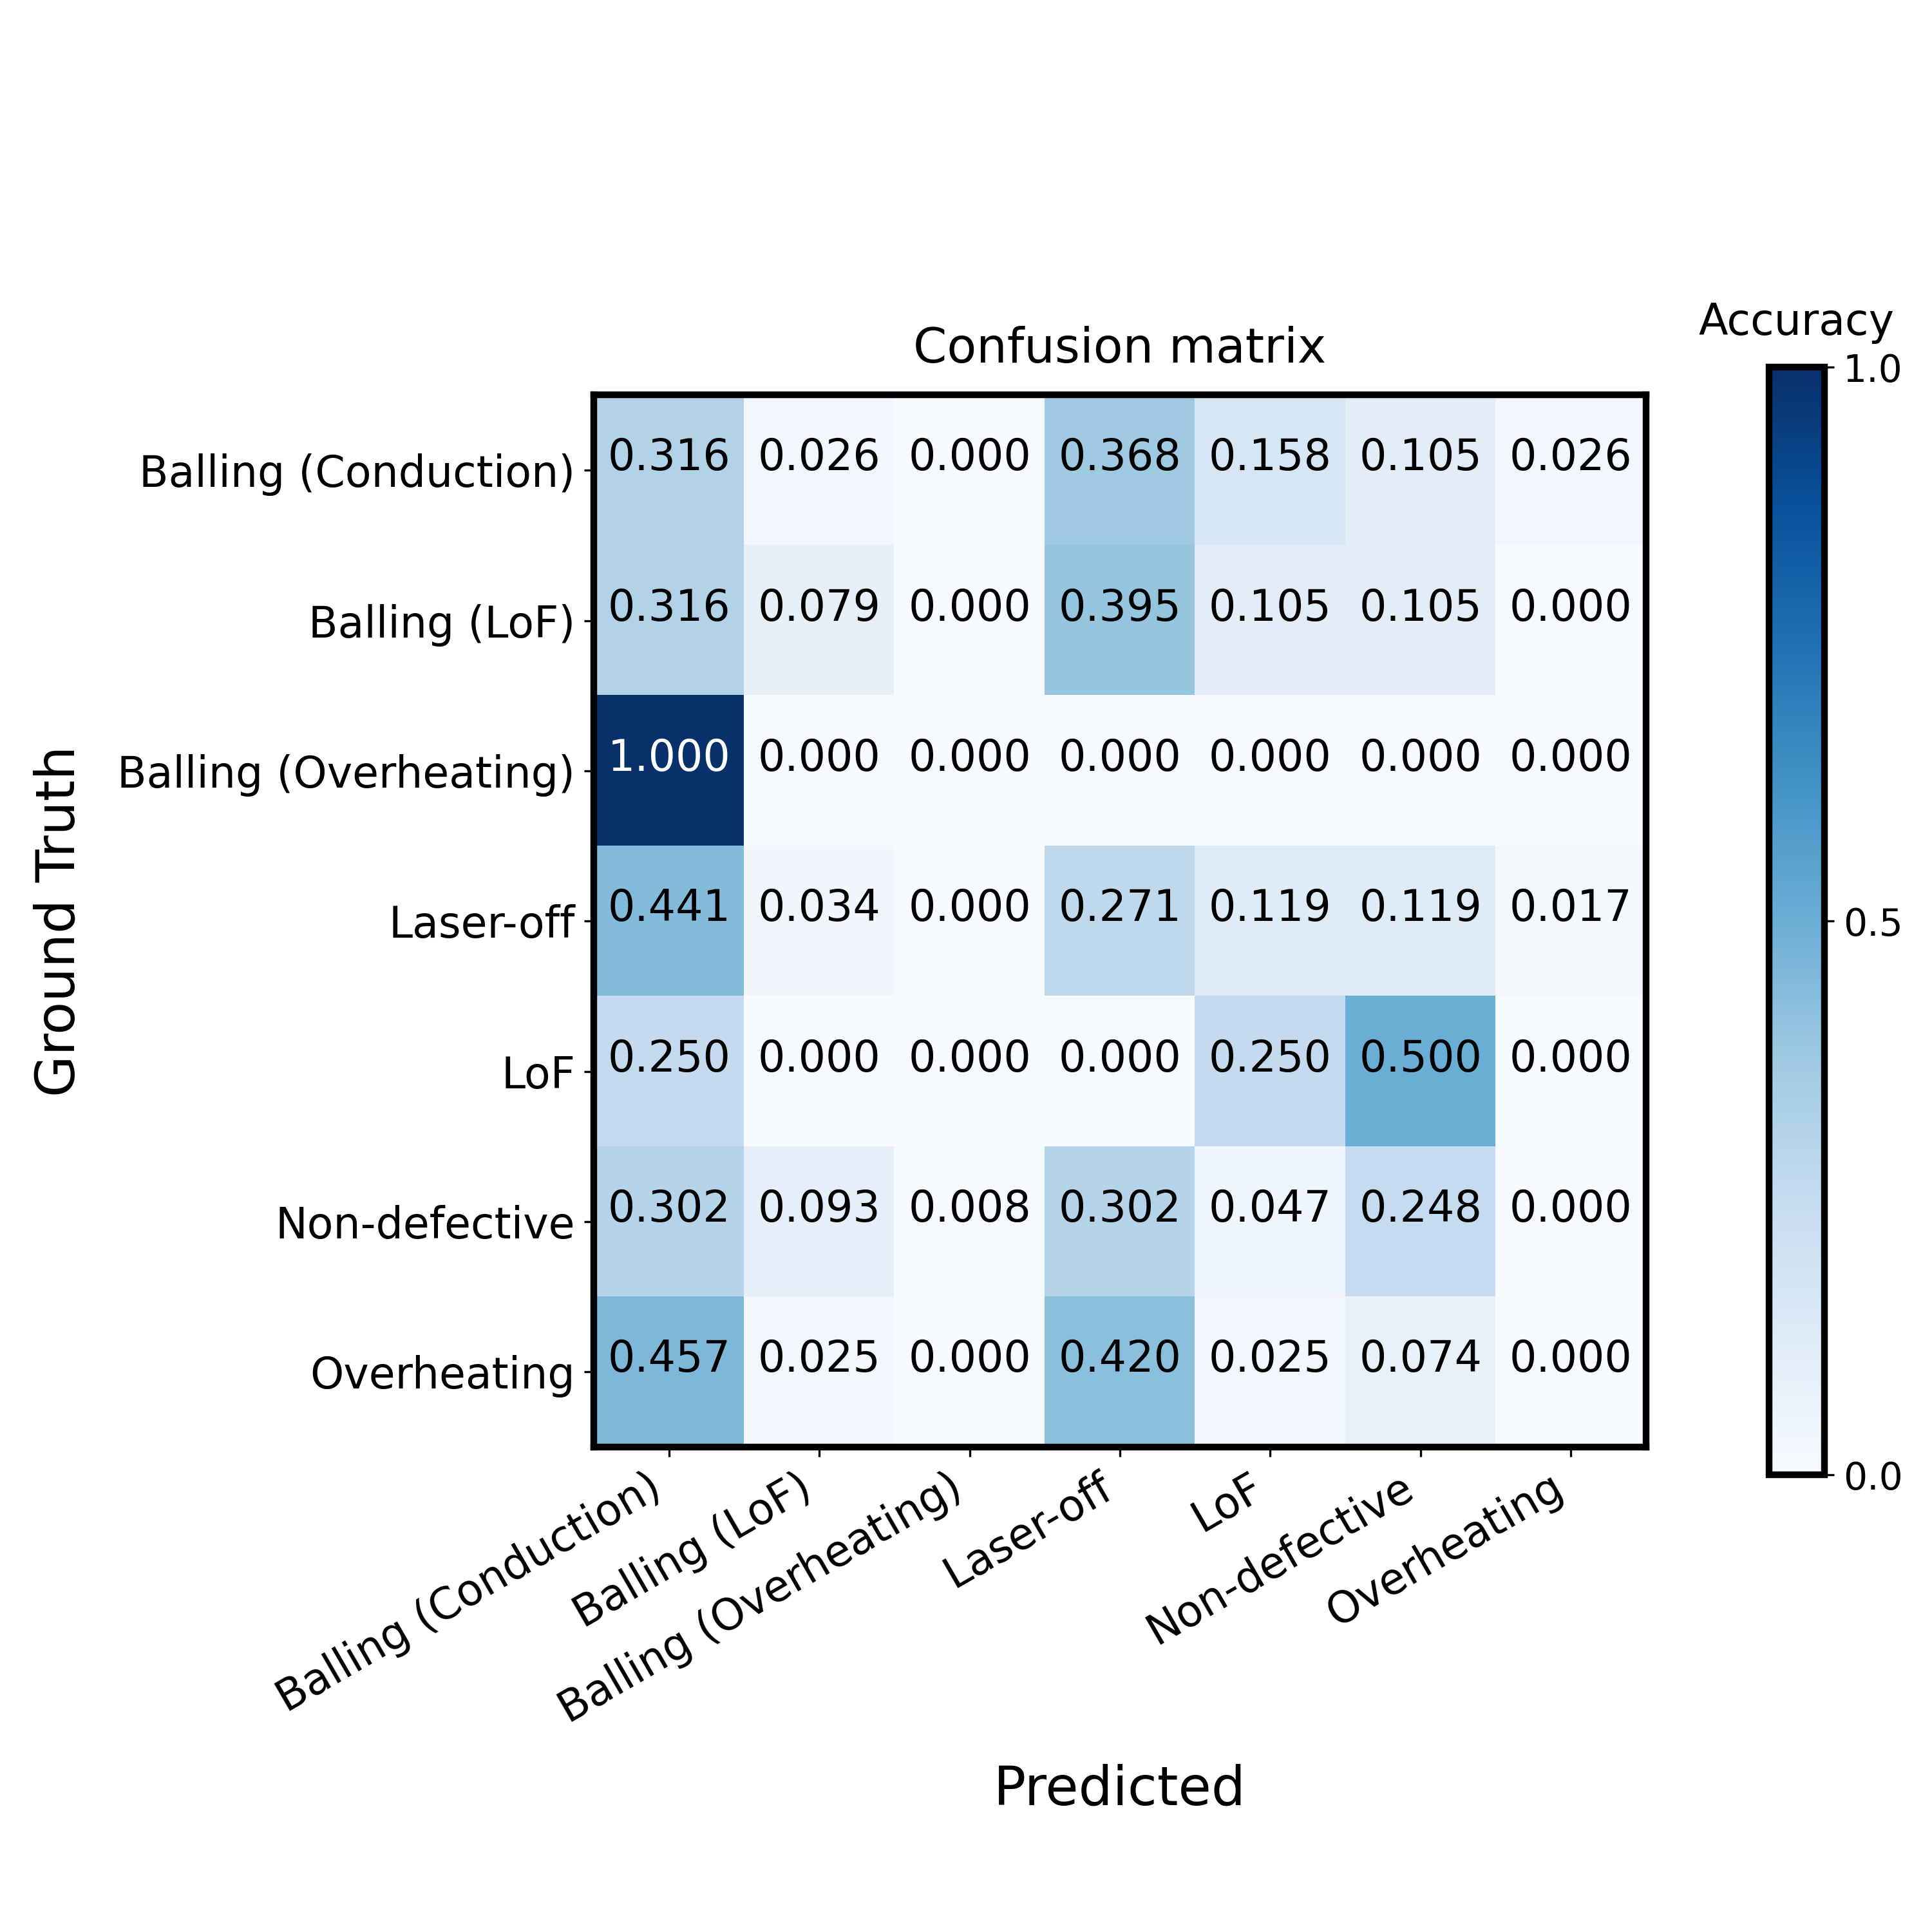 Confusion matrix
Accuracy
1.0
0.5
0.0
Ground Truth
Balling (Conduction) 0.316 0.026 0.000 0.368 0.158 0.105 0.026
Balling (LoF) 0.316 0.079 0.000 0.395 0.105 0.105 0.000
Balling (Overheating) 1.000 0.000 0.000 0.000 0.000 0.000 0.000
Laser-off 0.441 0.034 0.000 0.271 0.119 0.119 0.017
LoF 0.250 0.000 0.000 0.000 0.250 0.500 0.000
Non-defective 0.302 0.093 0.008 0.302 0.047 0.248 0.000
Overheating 0.457 0.025 0.000 0.420 0.025 0.074 0.000
Balling (Conduction)
Balling (LoF)
Balling (Overheating)
Laser-off
LoF
Non-defective
Overheating
Predicted